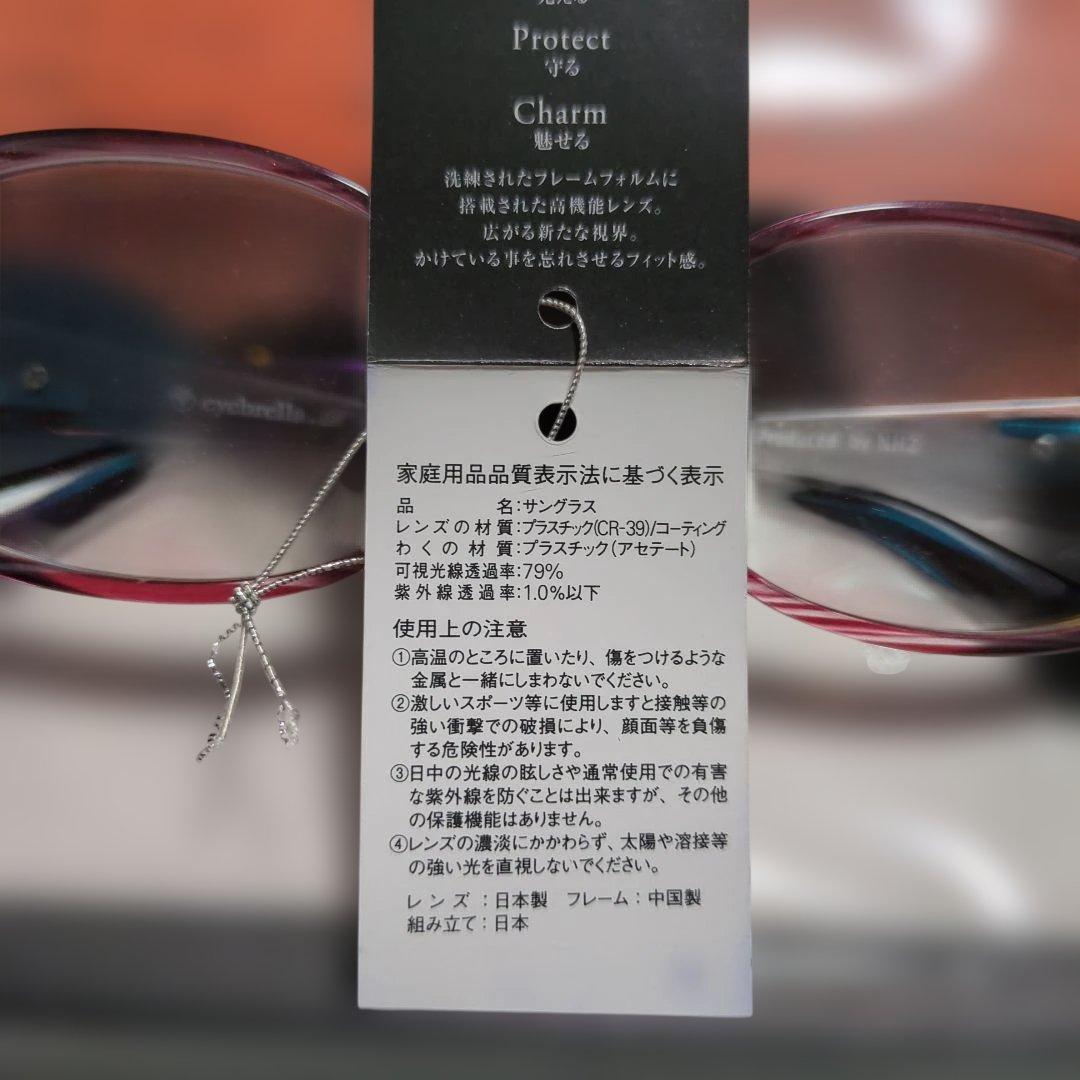 Protect
守る
Charm
魅せる
洗練されたフレームフォルムに
搭載された高機能レンズ。
広がる新たな視界。
かけている事を忘れさせるフィット感。
eyebrella
Produced by NHZ
家庭用品品質表示法に基づく表示
品名:サングラス
レンズの材質:プラスチック(CR-39)/コーティング
わくの材質:プラスチック(アセテート)
可視光線透過率:79%
紫外線透過率:1.0%以下
使用上の注意
①高温のところに置いたり、傷をつけるような
金属と一緒にしまわないでください。
②激しいスポーツ等に使用しますと接触等の
強い衝撃での破損により、顔面等を負傷
する危険性があります。
③日中の光線の眩しさや通常使用での有害
な紫外線を防ぐことは出来ますが、その他
の保護機能はありません。
④レンズの濃淡にかかわらず、太陽や溶接等
の強い光を直視しないでください。
レンズ:日本製 フレーム:中国製
組み立て:日本